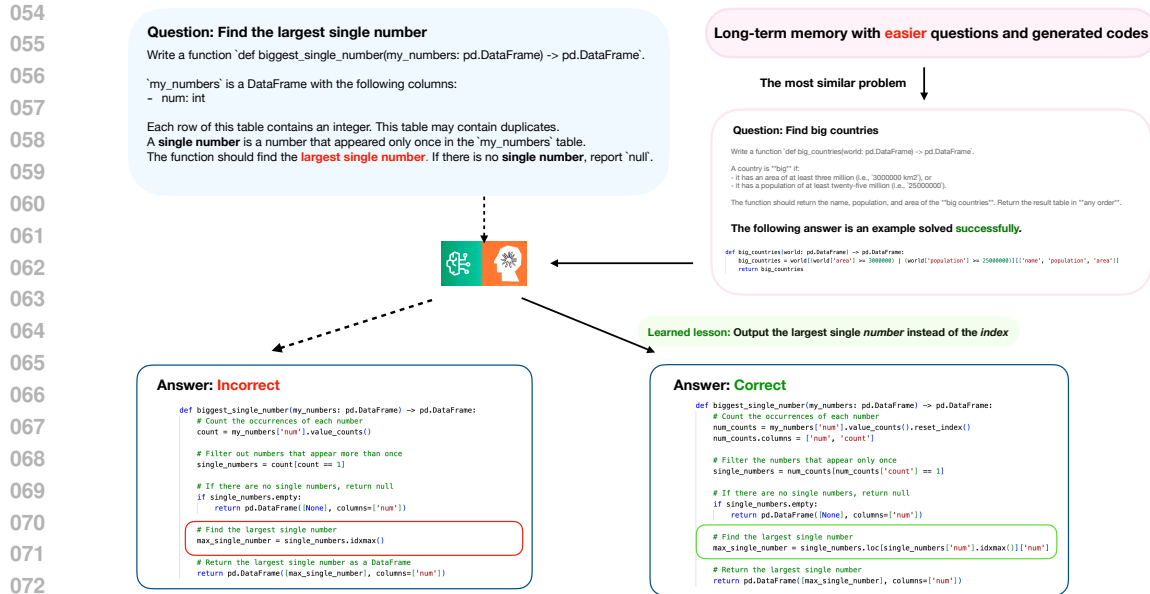 054
055
056
057
058
059
060
061
062
063
064
065
066
067
068
069
070
071
072
Question: Find the largest single number
Write a function `def biggest_single_number(my_numbers: pd.DataFrame) -> pd.DataFrame`.
`my_numbers` is a DataFrame with the following columns:
- num: int
Each row of this table contains an integer. This table may contain duplicates.
A single number is a number that appeared only once in the `my_numbers` table.
The function should find the largest single number. If there is no single number, report `null`.
Long-term memory with easier questions and generated codes
The most similar problem
Question: Find big countries
Write a function `def big_countries(world: pd.DataFrame) -> pd.DataFrame`.
A country is **big** if:
- it has an area of at least three million (i.e., `3000000 km2`), or
- it has a population of at least twenty-five million (i.e., `25000000`).
The function should return the name, population, and area of the **big countries**. Return the result table in **any order**.
The following answer is an example solved successfully.
def big_countries(world: pd.DataFrame) -> pd.DataFrame:
    big_countries = world[(world['area'] >= 3000000) | (world['population'] >= 25000000)][['name', 'population', 'area']]
    return big_countries
Learned lesson: Output the largest single number instead of the index
Answer: Incorrect
def biggest_single_number(my_numbers: pd.DataFrame) -> pd.DataFrame:
    # Count the occurrences of each number
    count = my_numbers['num'].value_counts()
    # Filter out numbers that appear more than once
    single_numbers = count[count == 1]
    # If there are no single numbers, return null
    if single_numbers.empty:
        return pd.DataFrame([None], columns=['num'])
    # Find the largest single number
    max_single_number = single_numbers.idxmax()
    # Return the largest single number as a DataFrame
    return pd.DataFrame([max_single_number], columns=['num'])
Answer: Correct
def biggest_single_number(my_numbers: pd.DataFrame) -> pd.DataFrame:
    # Count the occurrences of each number
    num_counts = my_numbers['num'].value_counts().reset_index()
    num_counts.columns = ['num', 'count']
    # Filter the numbers that appear only once
    single_numbers = num_counts[num_counts['count'] == 1]
    # If there are no single numbers, return null
    if single_numbers.empty:
        return pd.DataFrame([None], columns=['num'])
    # Find the largest single number
    max_single_number = single_numbers.loc[single_numbers['num'].idxmax()]['num']
    # Return the largest single number
    return pd.DataFrame([max_single_number], columns=['num'])